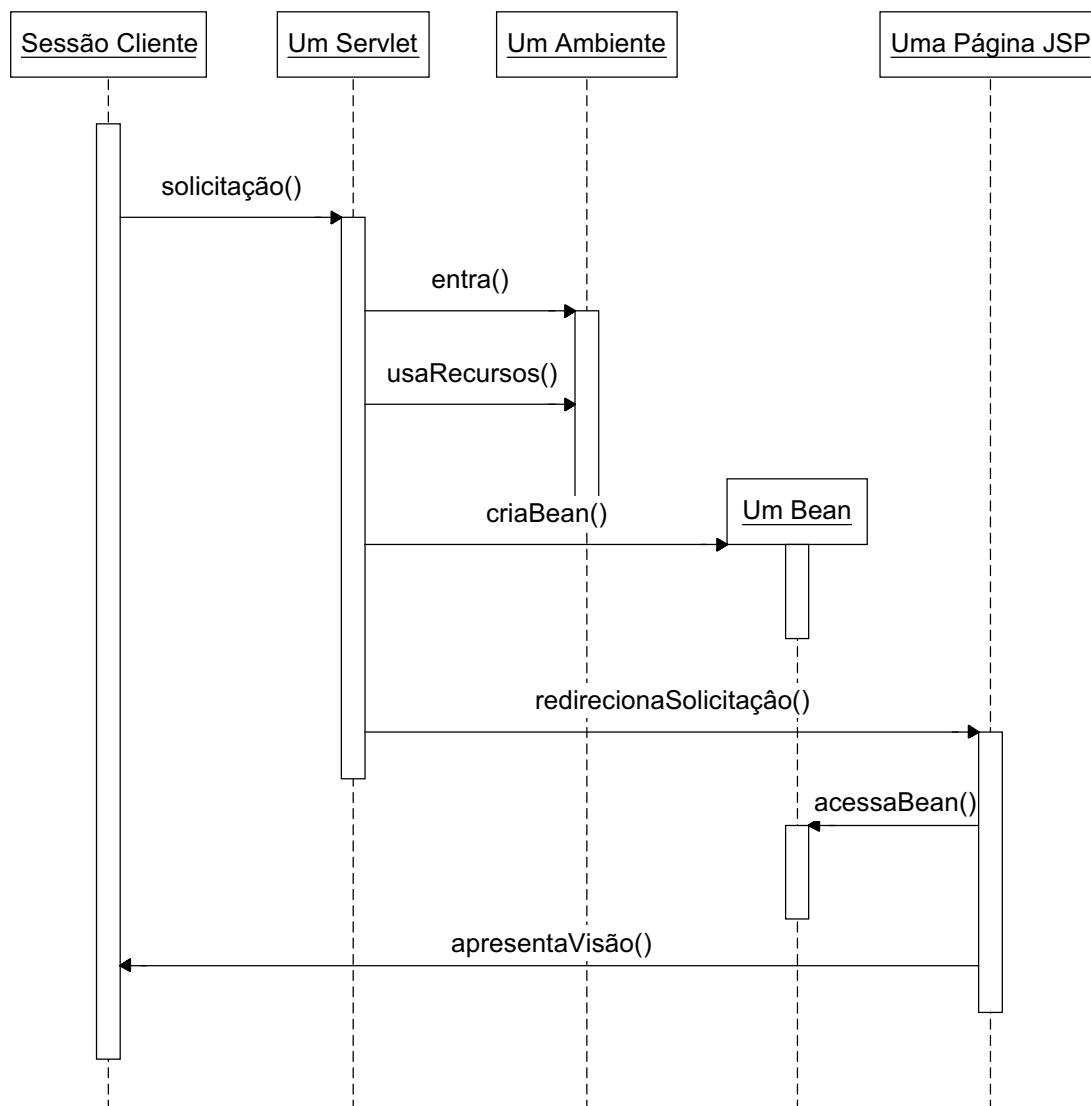 Sessão Cliente
Um Servlet
Um Ambiente
Uma Página JSP
solicitação()
entra()
usaRecursos()
criaBean()
Um Bean
redirecionaSolicitaçâo()
acessaBean()
apresentaVisão()